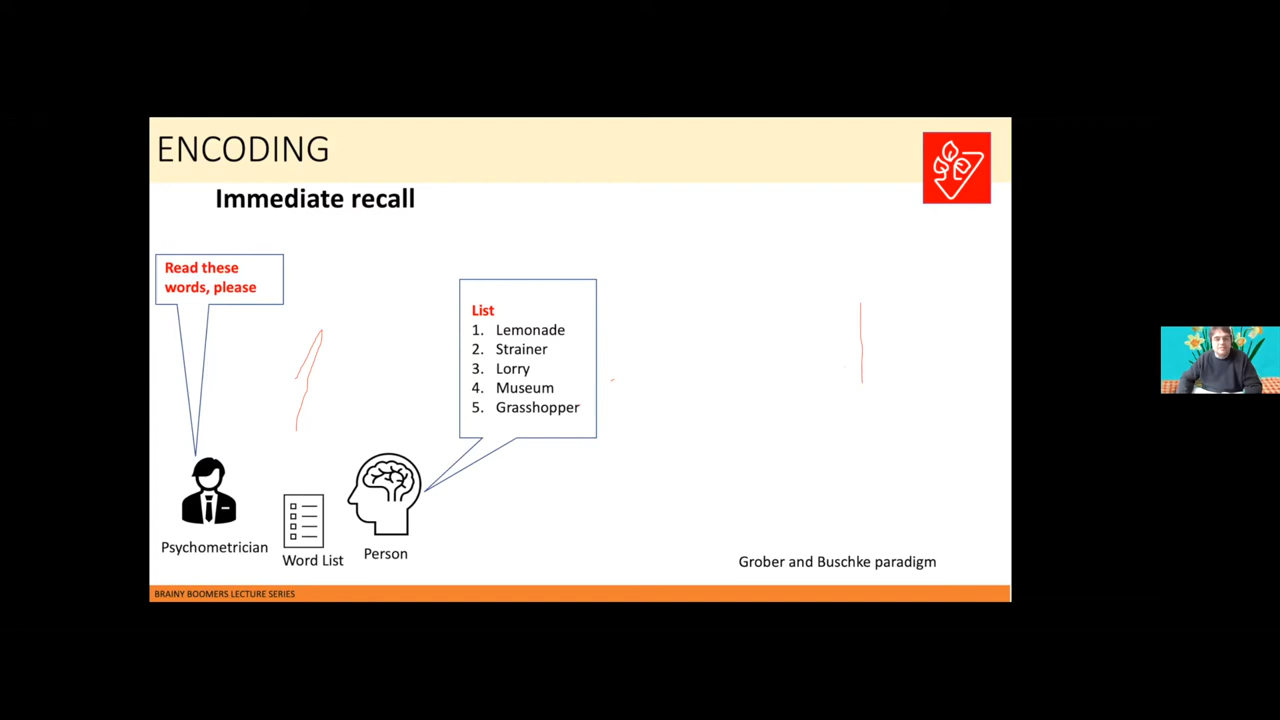 ENCODING
Immediate recall
Read these
words, please
List
1. Lemonade
2. Strainer
3. Lorry
4. Museum
5. Grasshopper
Psychometrician
Word List
Person
Grober and Buschke paradigm
BRAINY BOOMERS LECTURE SERIES